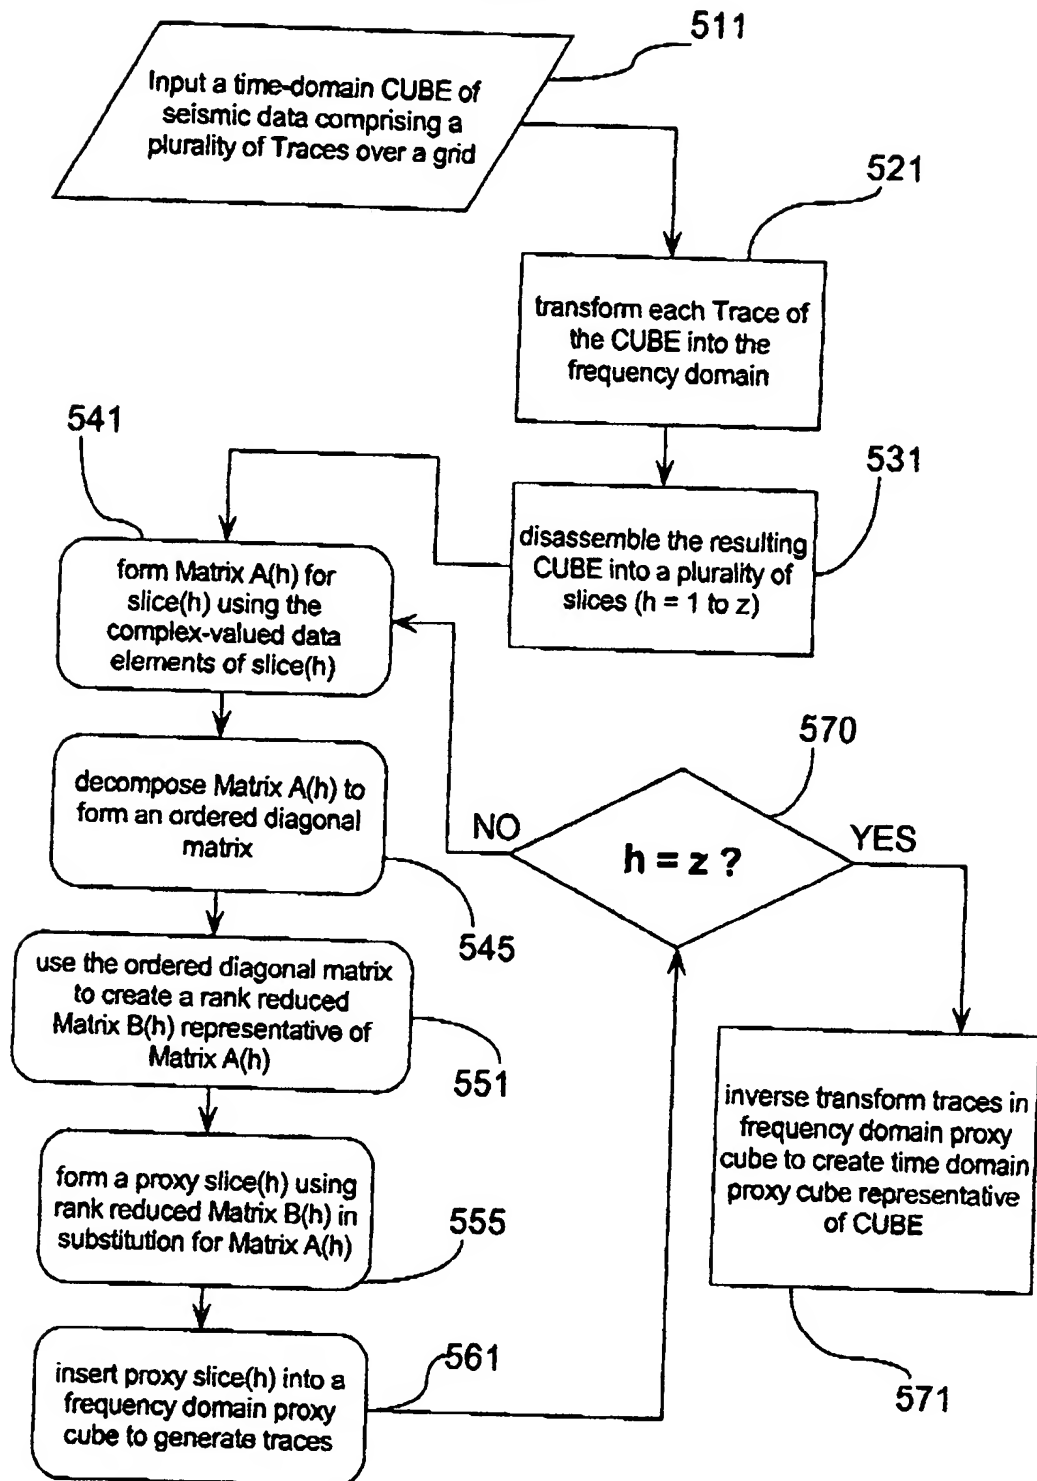 511
Input a time-domain CUBE of
seismic data comprising a
plurality of Traces over a grid
521
transform each Trace of
the CUBE into the
frequency domain
531
disassemble the resulting
CUBE into a plurality of
slices (h = 1 to z)
541
form Matrix A(h) for
slice(h) using the
complex-valued data
elements of slice(h)
decompose Matrix A(h) to
form an ordered diagonal
matrix
545
use the ordered diagonal matrix
to create a rank reduced
Matrix B(h) representative of
Matrix A(h)
551
form a proxy slice(h) using
rank reduced Matrix B(h) in
substitution for Matrix A(h)
555
insert proxy slice(h) into a
frequency domain proxy
cube to generate traces
561
570
NO
h = z ?
YES
inverse transform traces in
frequency domain proxy
cube to create time domain
proxy cube representative
of CUBE
571